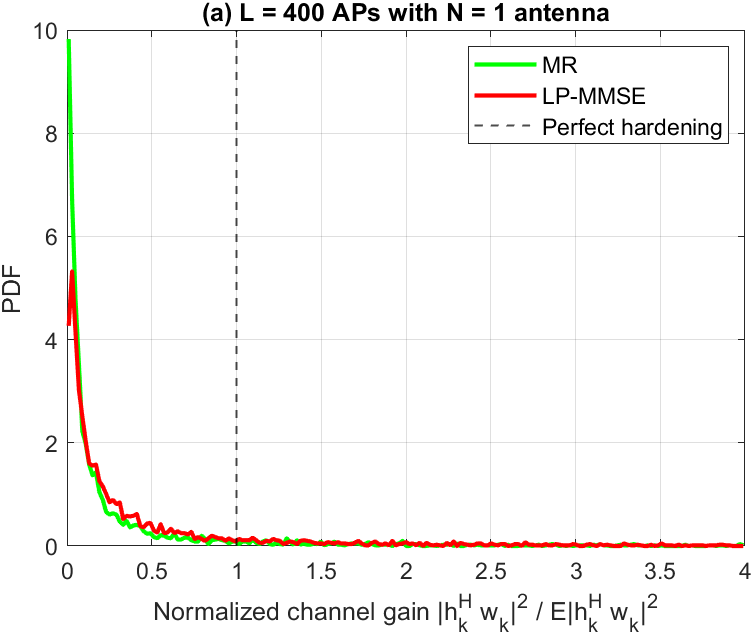 (a) L = 400 APs with N = 1 antenna
MR
LP-MMSE
Perfect hardening
PDF
10
8
6
4
2
0
0 0.5 1 1.5 2 2.5 3 3.5 4
Normalized channel gain |h_k^H w_k|^2 / E|h_k^H w_k|^2